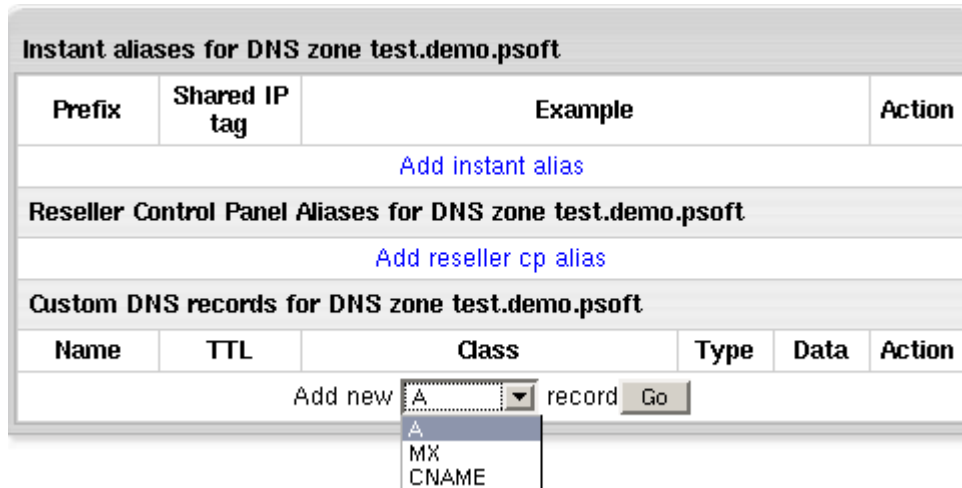 Instant aliases for DNS zone test.demo.psoft
Prefix Shared IP tag Example Action
Add instant alias
Reseller Control Panel Aliases for DNS zone test.demo.psoft
Add reseller cp alias
Custom DNS records for DNS zone test.demo.psoft
Name TTL Class Type Data Action
Add new A record Go
A
MX
CNAME